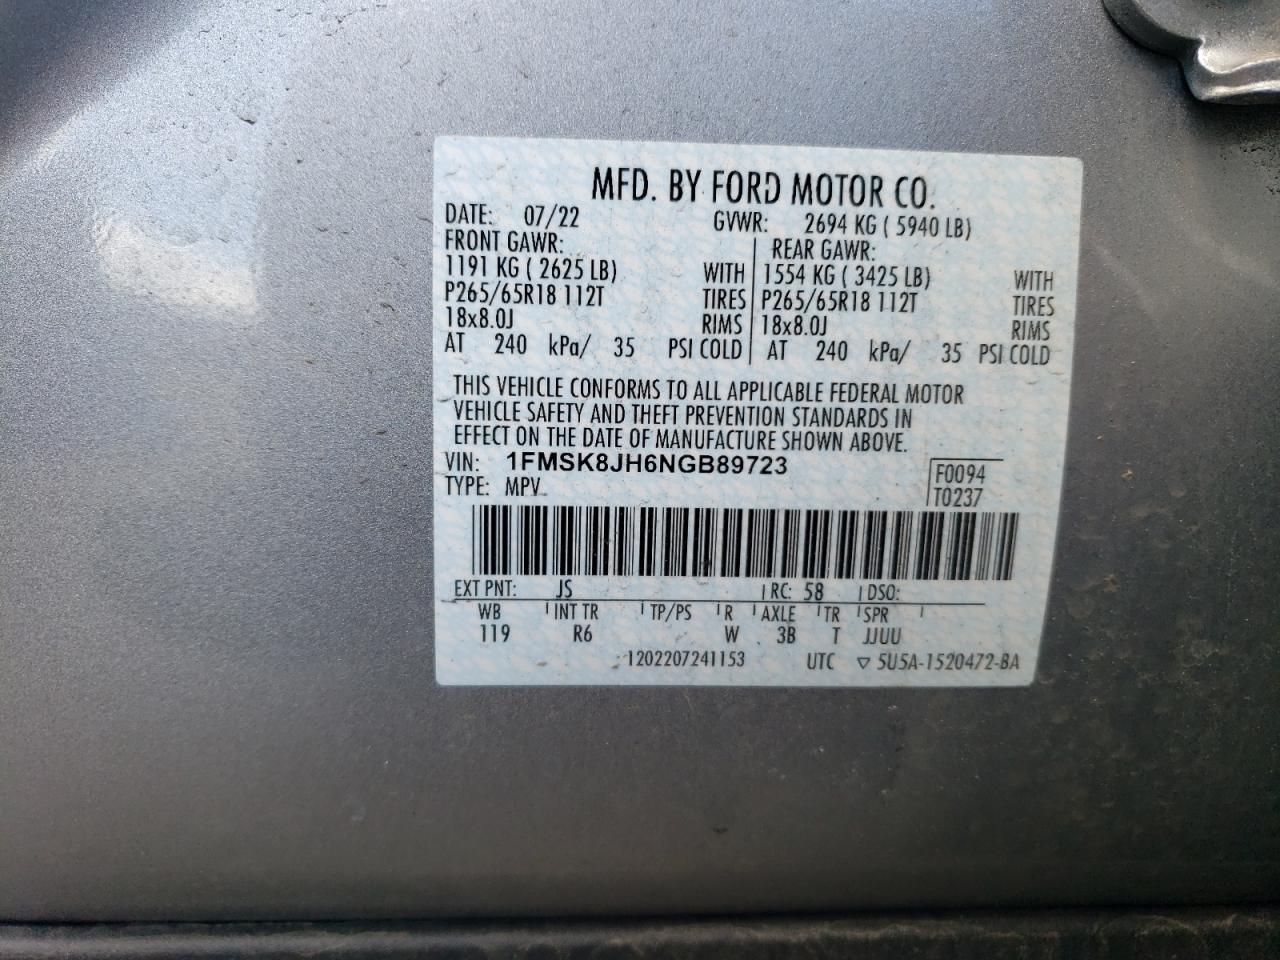 MFD. BY FORD MOTOR CO.
DATE: 07/22 GVWR: 2694 KG ( 5940 LB)
FRONT GAWR: REAR GAWR:
1191 KG ( 2625 LB) WITH 1554 KG ( 3425 LB) WITH
P265/65R18 112T TIRES P265/65R18 112T TIRES
18x8.0J RIMS 18x8.0J RIMS
AT 240 kPa/ 35 PSI COLD AT 240 kPa/ 35 PSI COLD
THIS VEHICLE CONFORMS TO ALL APPLICABLE FEDERAL MOTOR
VEHICLE SAFETY AND THEFT PREVENTION STANDARDS IN
EFFECT ON THE DATE OF MANUFACTURE SHOWN ABOVE.
VIN: 1FMSK8JH6NGB89723
TYPE: MPV
F0094
T0237
EXT PNT: JS RC: 58 DSO:
WB INT TR TP/PS R AXLE TR SPR
119 R6 W 3B T JJUU
1202207241153 UTC ▽ 5U5A-1520472-BA